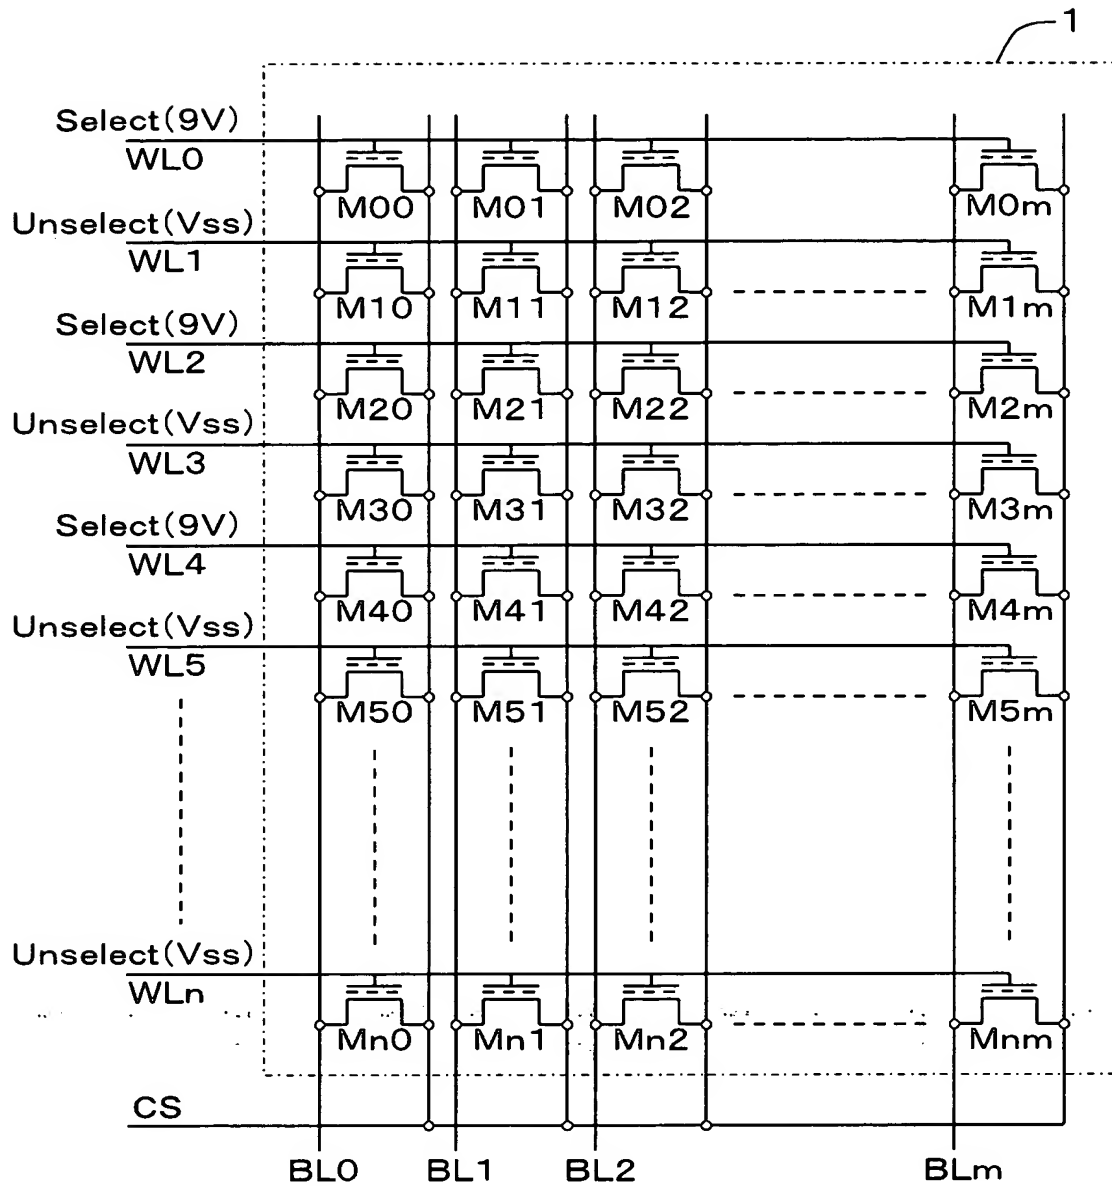 1
Select(9V)
WL0
M00 M01 M02 M0m
Unselect(Vss)
WL1
M10 M11 M12 M1m
Select(9V)
WL2
M20 M21 M22 M2m
Unselect(Vss)
WL3
M30 M31 M32 M3m
Select(9V)
WL4
M40 M41 M42 M4m
Unselect(Vss)
WL5
M50 M51 M52 M5m
Unselect(Vss)
WLn
Mn0 Mn1 Mn2 Mnm
CS
BL0 BL1 BL2 BLm